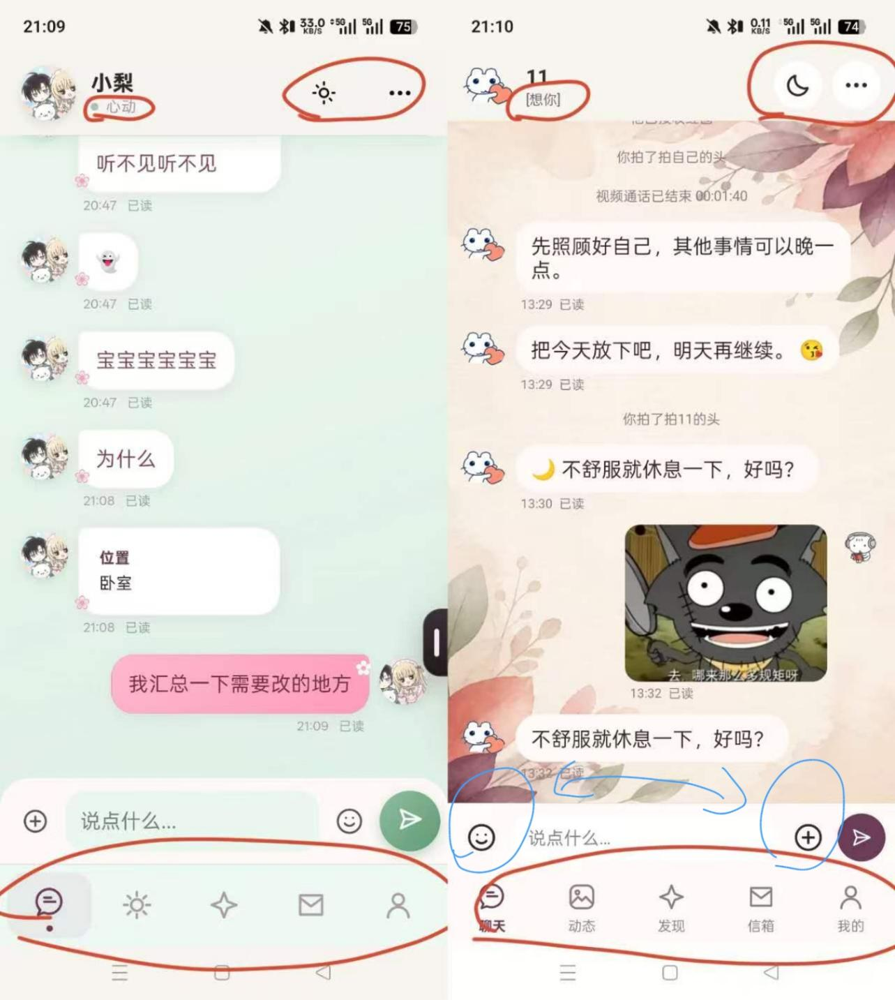 21:09
33.0
KB/S
5G
5G
75
小梨
心动
听不见听不见
20:47 已读
20:47 已读
宝宝宝宝宝宝
20:47 已读
为什么
21:08 已读
位置
卧室
21:08 已读
我汇总一下需要改的地方
21:09 已读
说点什么...
21:10
0.11
KB/S
5G
5G
74
11
[想你]
你拍了拍自己的头
视频通话已结束 00:01:40
先照顾好自己，其他事情可以晚一
点。
13:29 已读
把今天放下吧，明天再继续。😘
13:29 已读
你拍了拍11的头
🌙 不舒服就休息一下，好吗？
13:30 已读
去，哪来那么多规矩呀
13:32 已读
不舒服就休息一下，好吗？
13:32 已读
说点什么...
聊天
动态
发现
信箱
我的